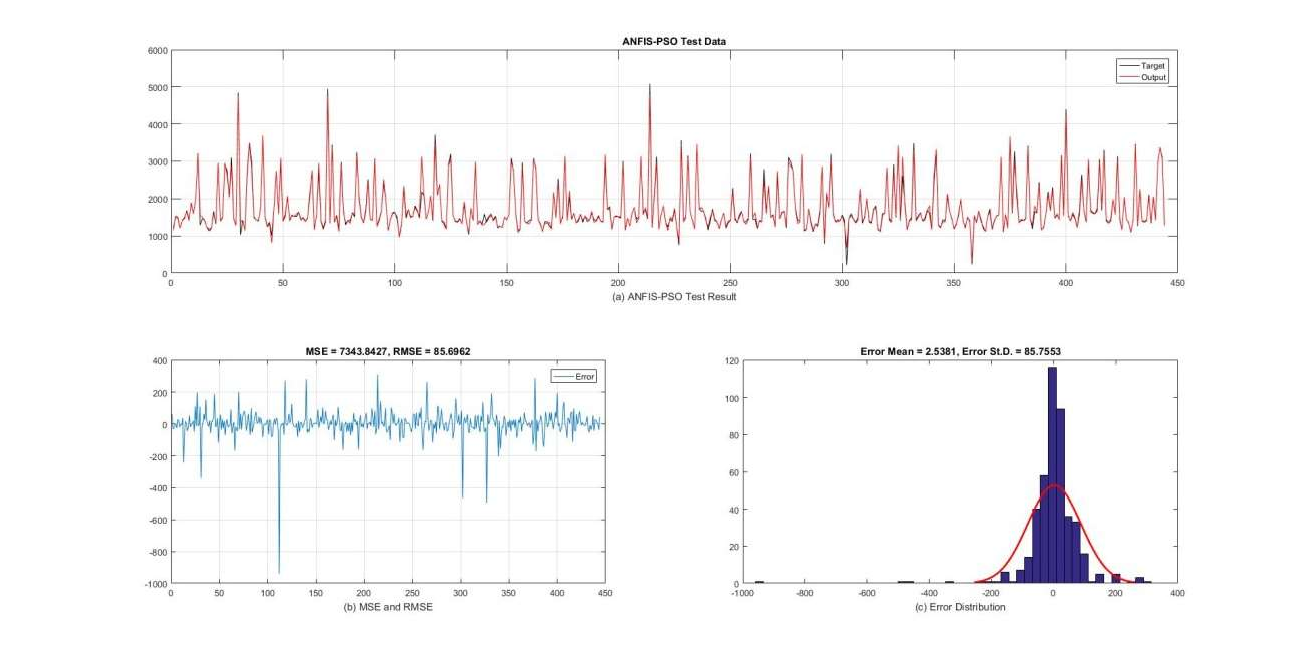 ANFIS-PSO Test Data
6000
5000
4000
3000
2000
1000
0
Target
Output
0 50 100 150 200 250 300 350 400 450
(a) ANFIS-PSO Test Result
MSE = 7343.8427, RMSE = 85.6962
400
200
0
-200
-400
-600
-800
-1000
Error
0 50 100 150 200 250 300 350 400 450
(b) MSE and RMSE
Error Mean = 2.5381, Error St.D. = 85.7553
120
100
80
60
40
20
0
-1000 -800 -600 -400 -200 0 200 400
(c) Error Distribution